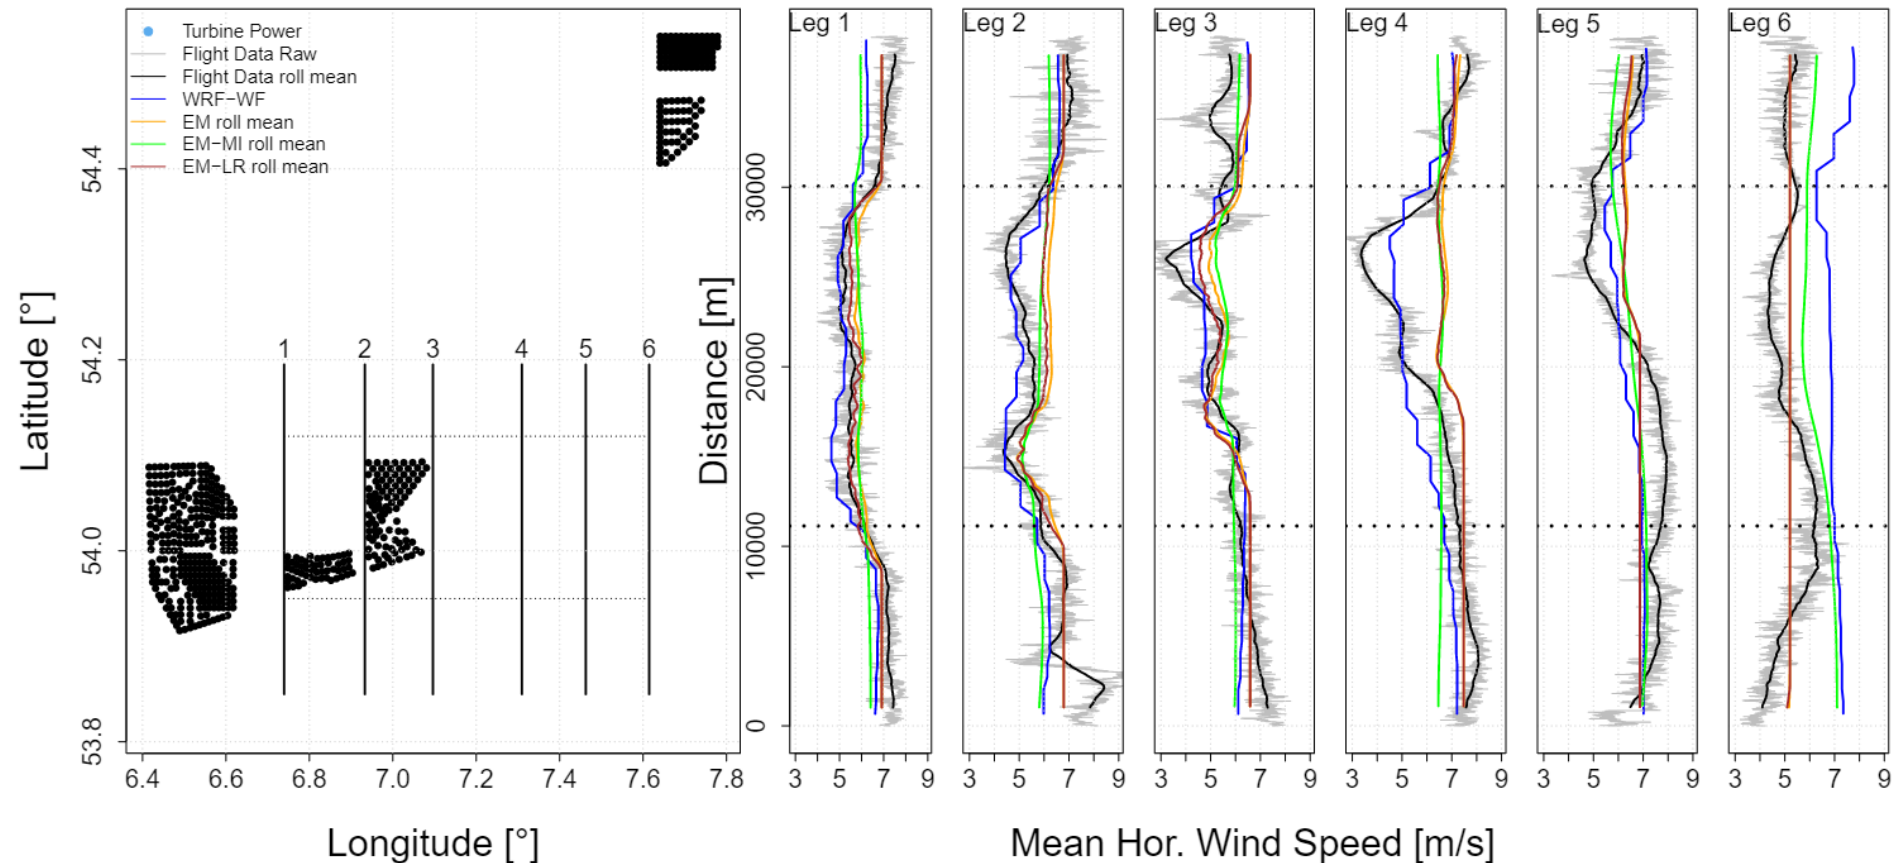 Turbine Power
Flight Data Raw
Flight Data roll mean
WRF−WF
EM roll mean
EM−MI roll mean
EM−LR roll mean
Latitude [°]
54.4
54.2
54.0
53.8
1 2 3 4 5 6
6.4 6.6 6.8 7.0 7.2 7.4 7.6 7.8
Longitude [°]
Distance [m]
30000
20000
10000
0
Leg 1 Leg 2 Leg 3 Leg 4 Leg 5 Leg 6
3 5 7 9 3 5 7 9 3 5 7 9 3 5 7 9 3 5 7 9 3 5 7 9
Mean Hor. Wind Speed [m/s]